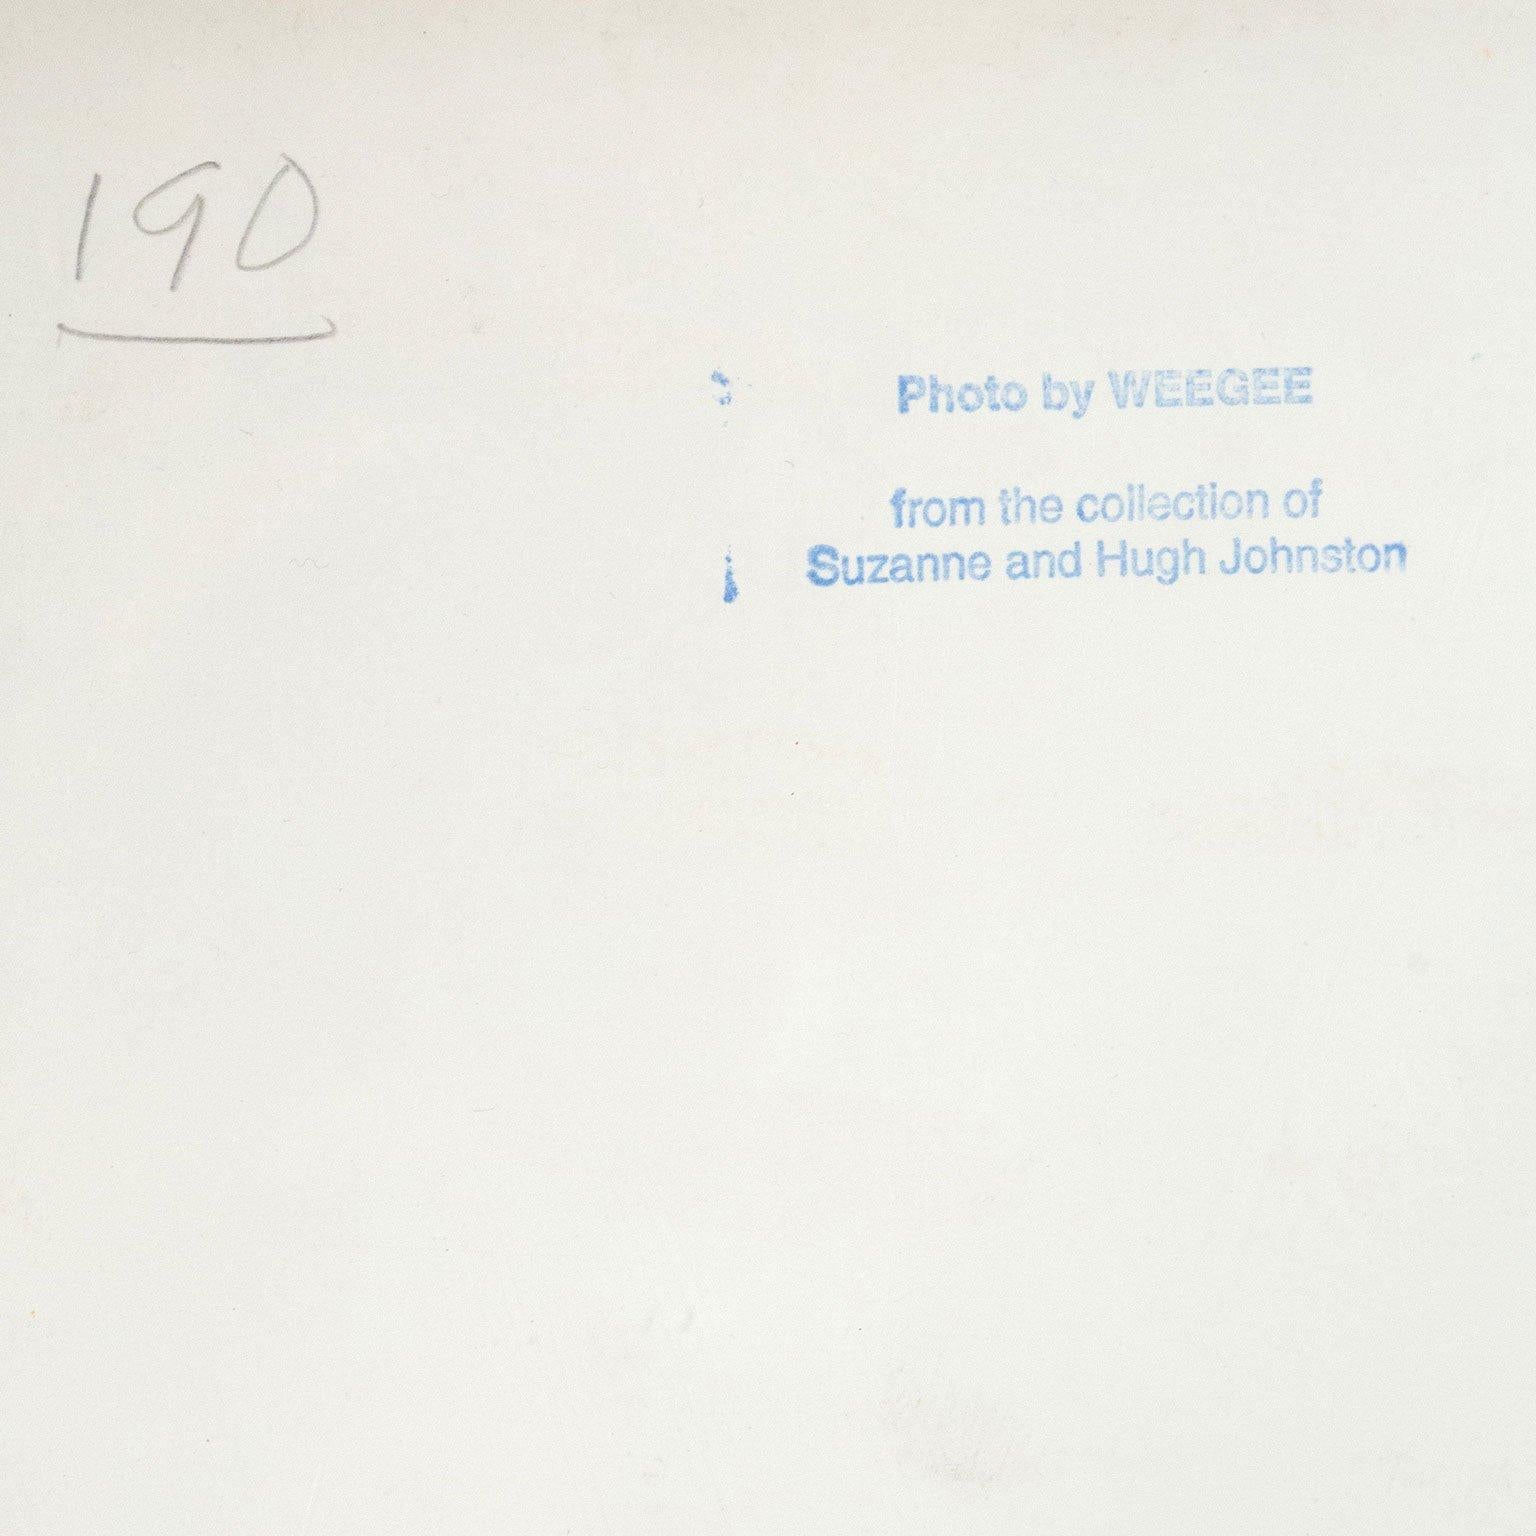 190
Photo by WEEGEE
from the collection of
Suzanne and Hugh Johnston